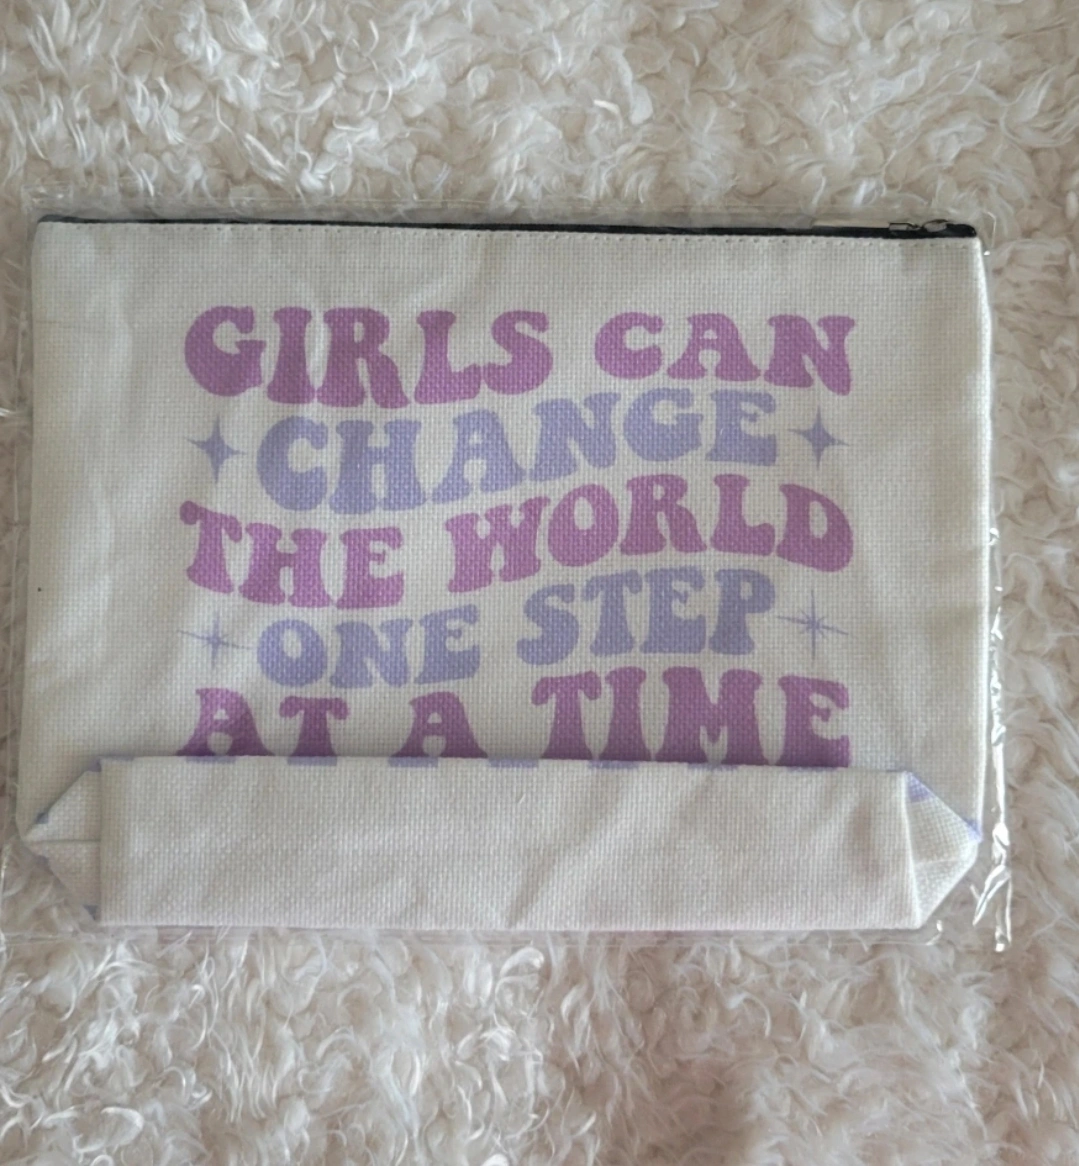 GIRLS CAN
CHANGE
THE WORLD
ONE STEP
AT A TIME